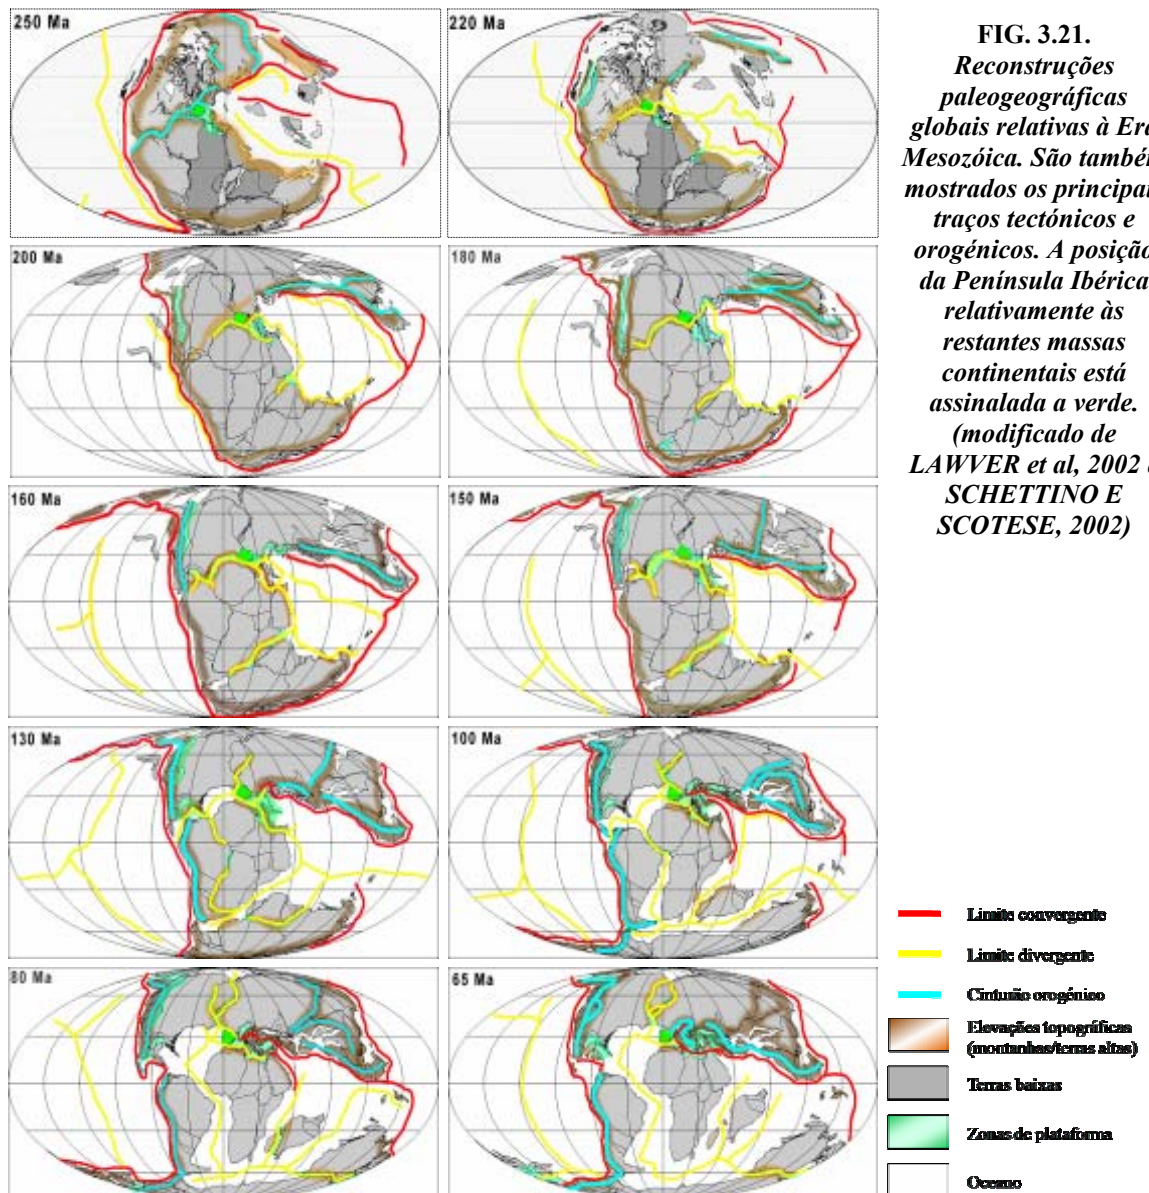 250 Ma
220 Ma
200 Ma
180 Ma
160 Ma
150 Ma
130 Ma
100 Ma
80 Ma
65 Ma
FIG. 3.21.
Reconstruções
paleogeográficas
globais relativas à Era
Mesozóica. São també
mostrados os principai
traços tectónicos e
orogénicos. A posição
da Península Ibérica
relativamente às
restantes massas
continentais está
assinalada a verde.
(modificado de
LAWVER et al, 2002
SCHETTINO E
SCOTESE, 2002)
Limite convergente
Limite divergente
Cinturão orogénico
Elevações topográficas
(montanhas/terras altas)
Terras baixas
Zonas de plataforma
Oceano